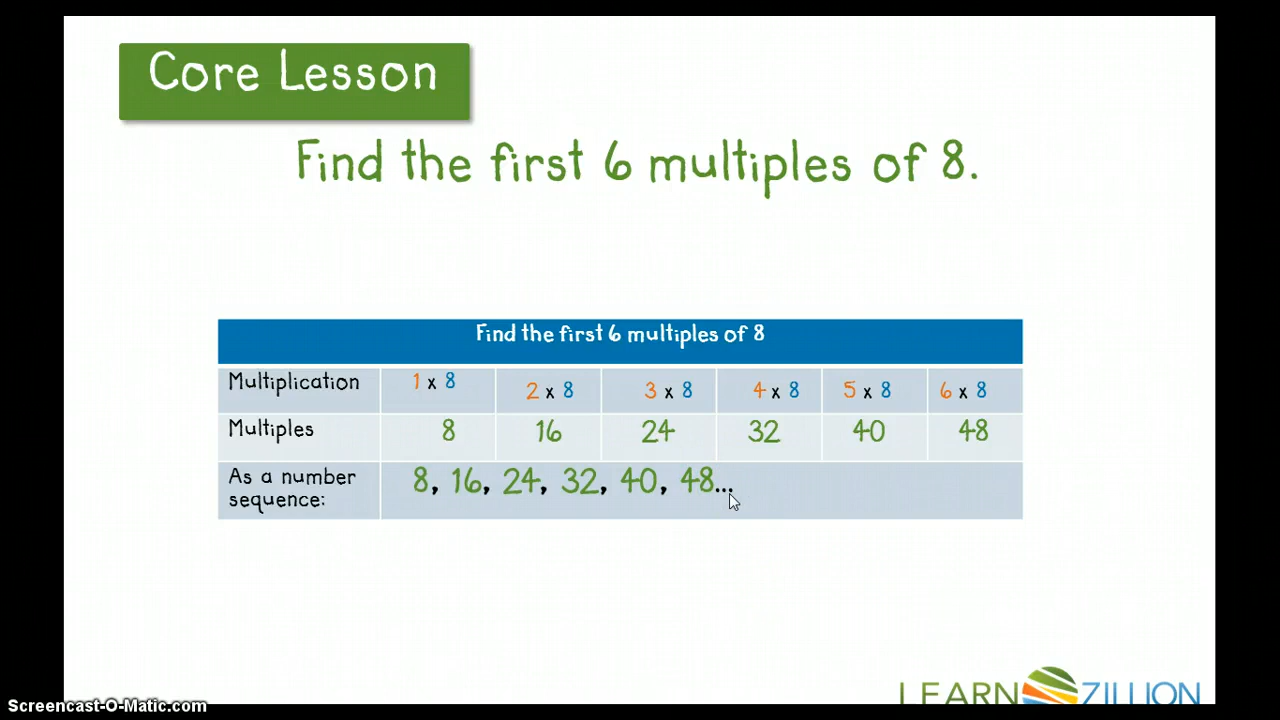 Core Lesson
Find the first 6 multiples of 8.
Find the first 6 multiples of 8
Multiplication 1 x 8 2 x 8 3 x 8 4 x 8 5 x 8 6 x 8
Multiples 8 16 24 32 40 48
As a number sequence: 8, 16, 24, 32, 40, 48...
LEARN ZILLION
Screencast-O-Matic.com